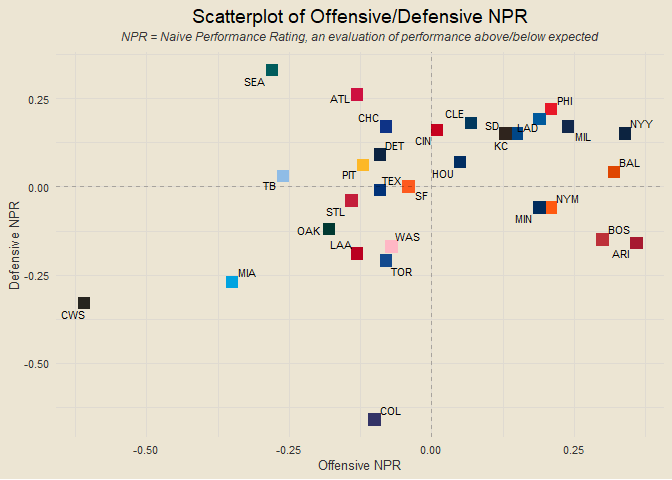 Scatterplot of Offensive/Defensive NPR
NPR = Naive Performance Rating, an evaluation of performance above/below expected
SEA
ATL
PHI
0.25
CLE
CHC
SD
LAD
NYY
CIN
MIL
KC
DET
BAL
HOU
PIT
TEX
TB
0.00
SF
NYM
STL
MIN
OAK
BOS
WAS
LAA
ARI
TOR
MIA
-0.25
CWS
-0.50
COL
Defensive NPR
-0.50
-0.25
0.00
0.25
Offensive NPR